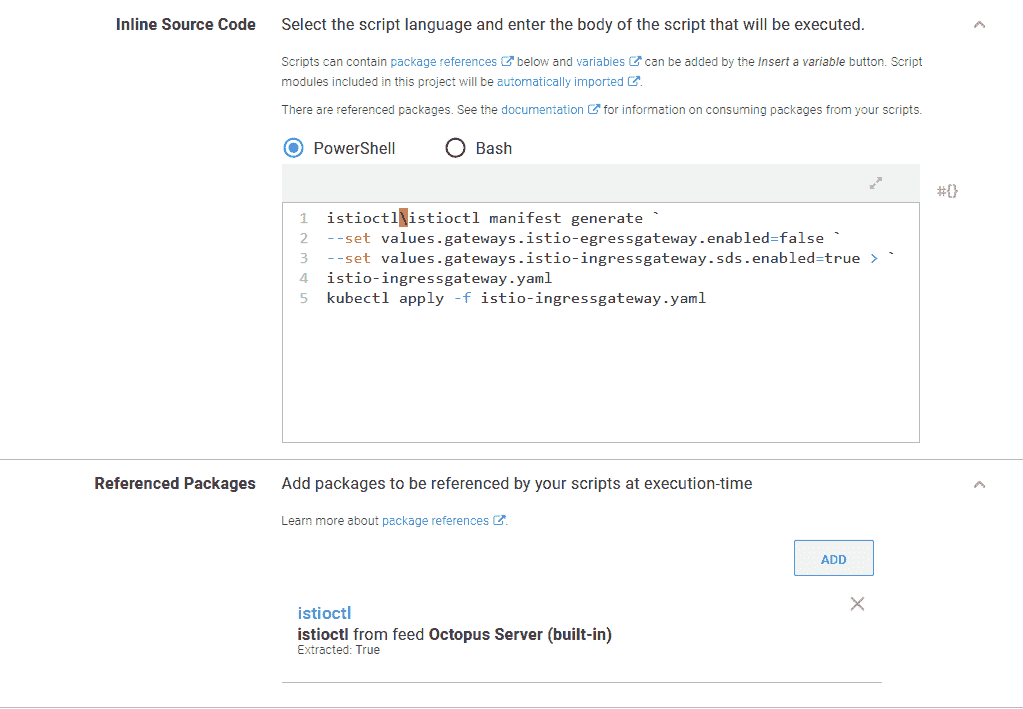 Inline Source Code
Select the script language and enter the body of the script that will be executed.
Scripts can contain package references below and variables can be added by the Insert a variable button. Script
modules included in this project will be automatically imported .
There are referenced packages. See the documentation for information on consuming packages from your scripts.
PowerShell
Bash
#{}
1 istioctl\istioctl manifest generate `
2 --set values.gateways.istio-egressgateway.enabled=false `
3 --set values.gateways.istio-ingressgateway.sds.enabled=true > `
4 istio-ingressgateway.yaml
5 kubectl apply -f istio-ingressgateway.yaml
Referenced Packages
Add packages to be referenced by your scripts at execution-time
Learn more about package references .
ADD
istioctl
istioctl from feed Octopus Server (built-in)
Extracted: True